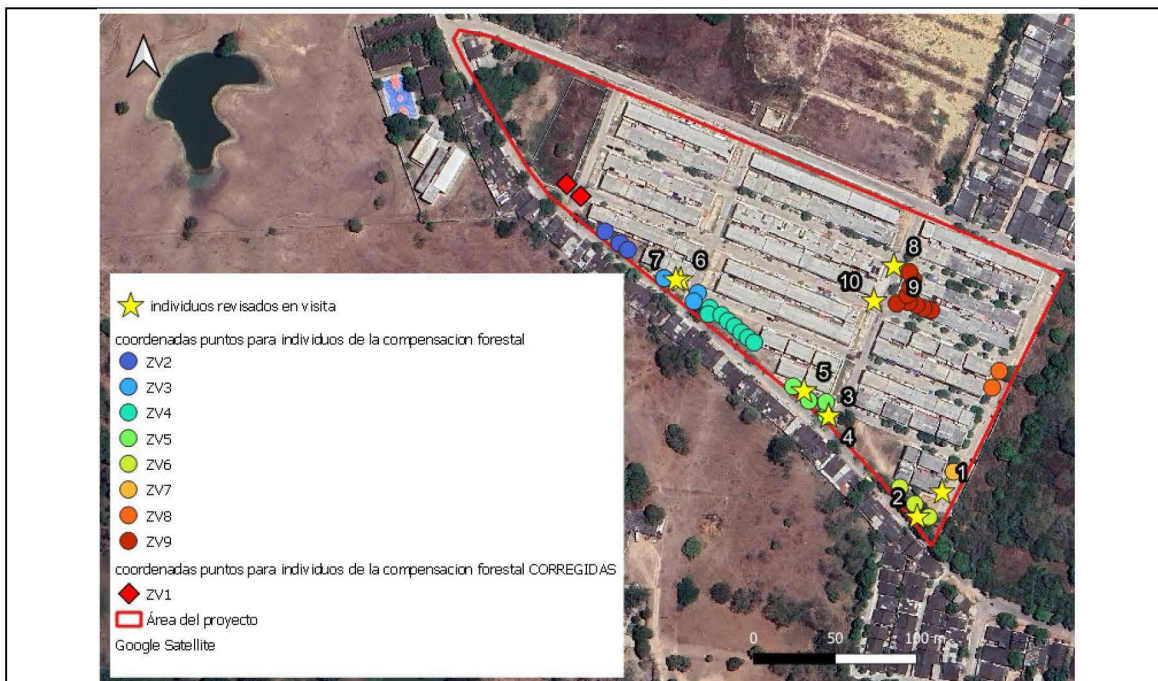 8
7
6
10
9
5
3
4
1
2
individuos revisados en visita
coordenadas puntos para individuos de la compensacion forestal
ZV2
ZV3
ZV4
ZV5
ZV6
ZV7
ZV8
ZV9
coordenadas puntos para individuos de la compensacion forestal CORREGIDAS
ZV1
Área del proyecto
Google Satellite
0 50 100 m